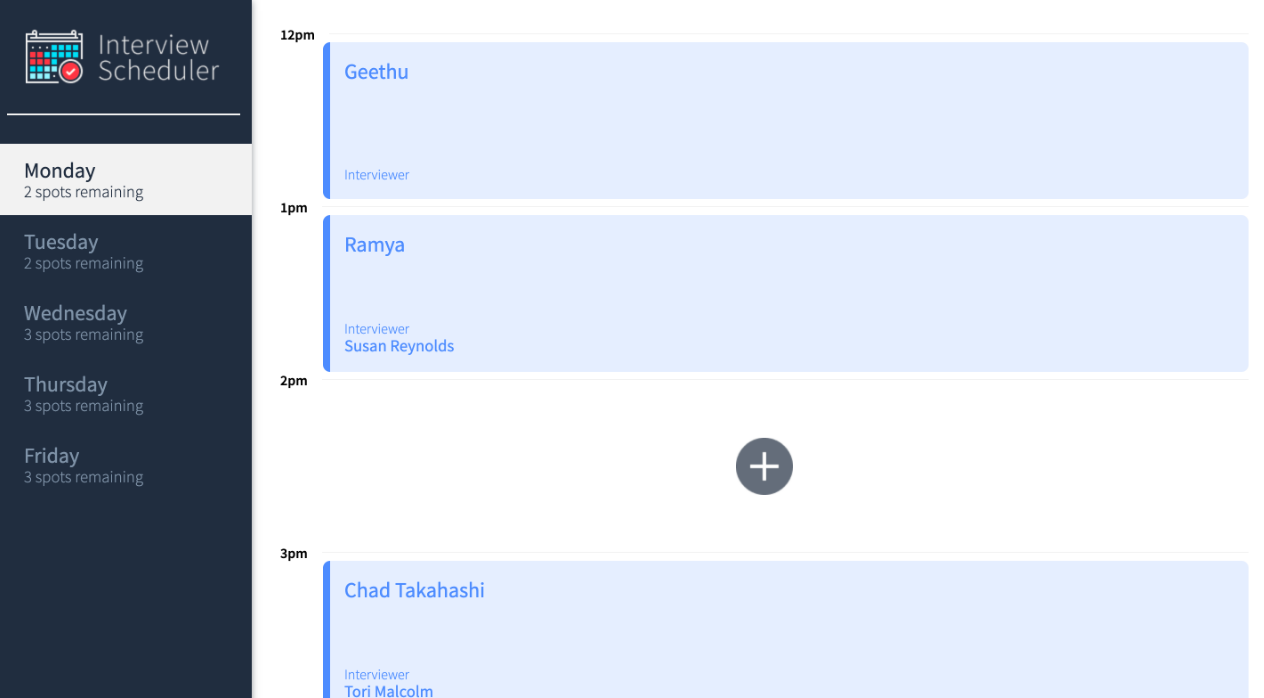 Interview
Scheduler
Monday
2 spots remaining
Tuesday
2 spots remaining
Wednesday
3 spots remaining
Thursday
3 spots remaining
Friday
3 spots remaining
12pm
Geethu
Interviewer
1pm
Ramya
Interviewer
Susan Reynolds
2pm
3pm
Chad Takahashi
Interviewer
Tori Malcolm